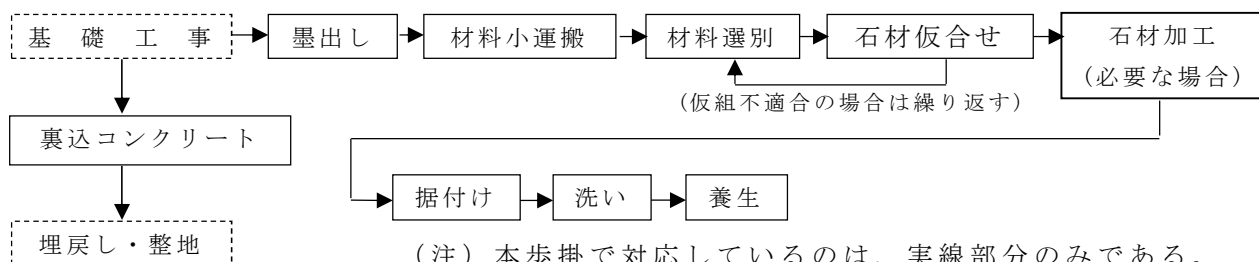 基礎工事
墨出し
材料小運搬
材料選別
石材仮合せ
石材加工
(必要な場合)
(仮組不適合の場合は繰り返す)
裏込コンクリート
据付け
洗い
養生
埋戻し・整地
(注)本歩掛で対応しているのは、実線部分のみである。